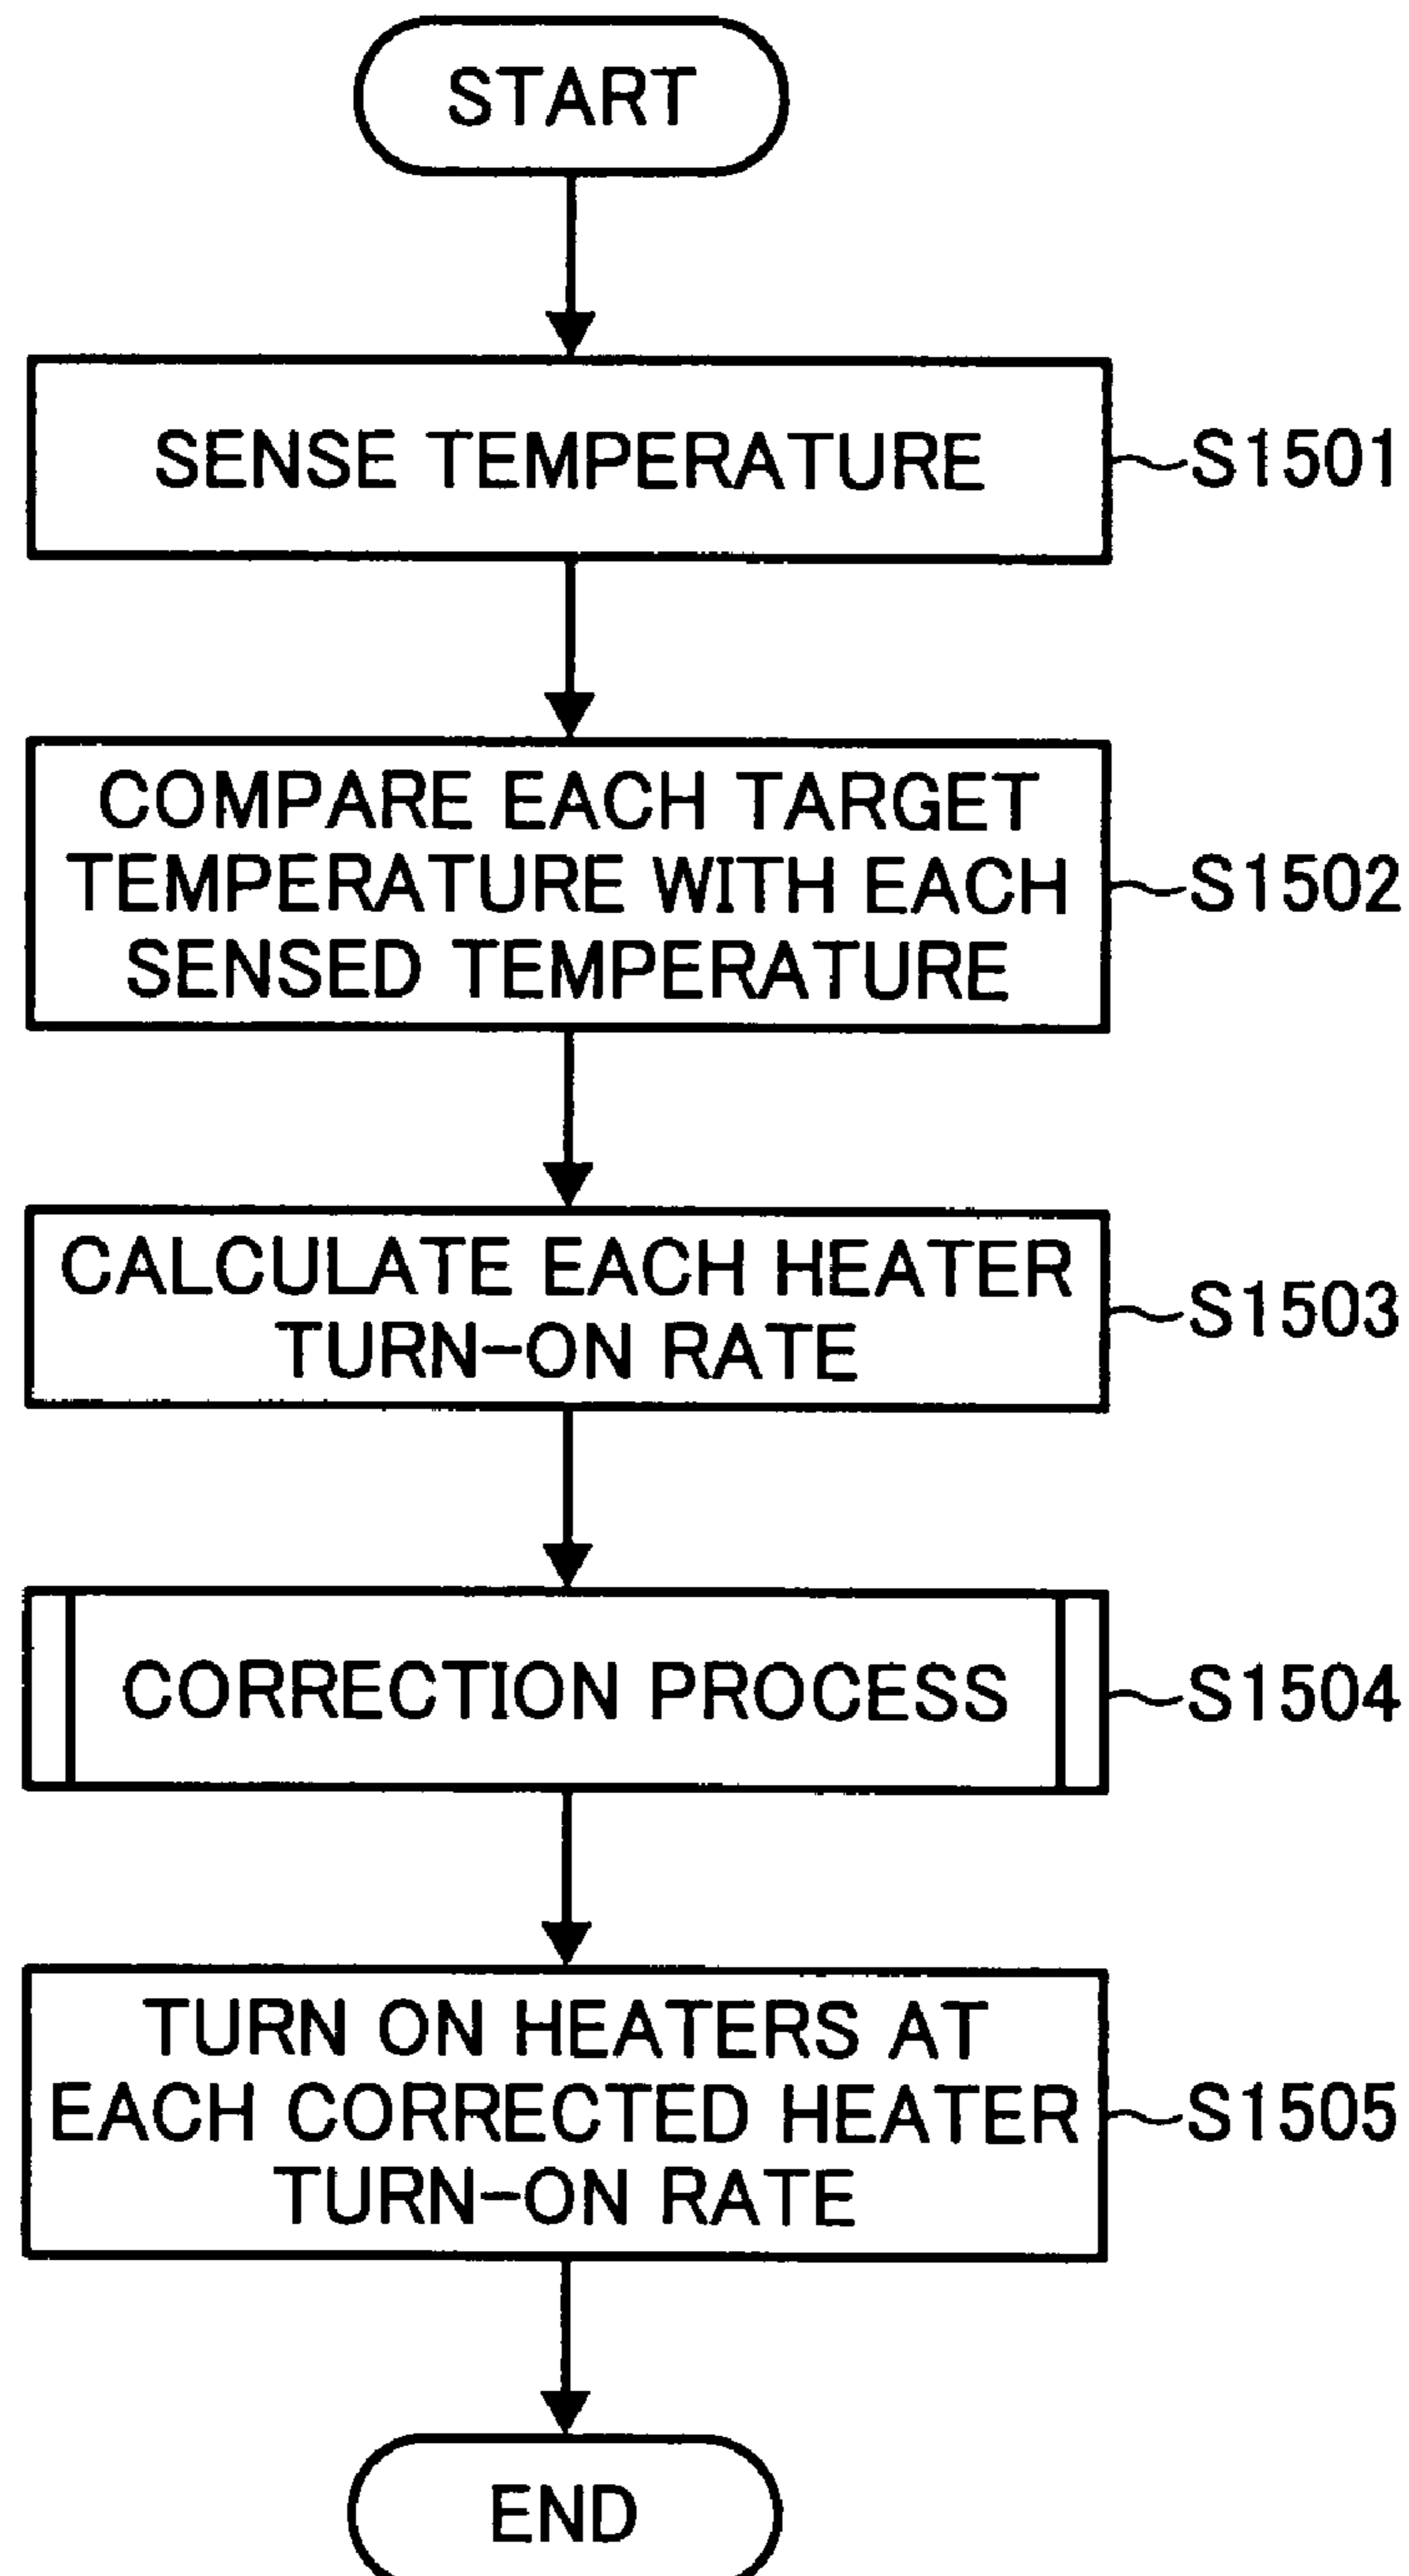 START
SENSE TEMPERATURE
S1501
COMPARE EACH TARGET
TEMPERATURE WITH EACH
SENSED TEMPERATURE
S1502
CALCULATE EACH HEATER
TURN-ON RATE
S1503
CORRECTION PROCESS
S1504
TURN ON HEATERS AT
EACH CORRECTED HEATER
TURN-ON RATE
S1505
END